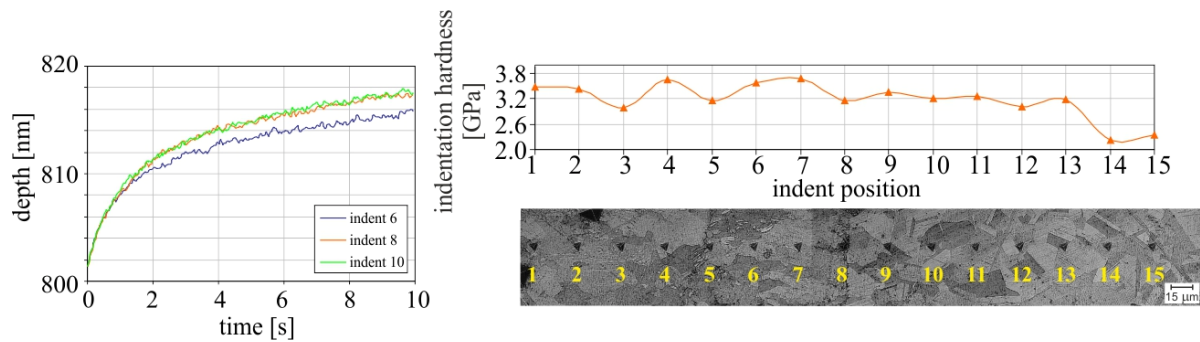 820
810
800
depth [nm]
0 2 4 6 8 10
time [s]
indent 6
indent 8
indent 10
indentation hardness
[GPa]
3.8
3.2
2.6
2.0
1 2 3 4 5 6 7 8 9 10 11 12 13 14 15
indent position
1 2 3 4 5 6 7 8 9 10 11 12 13 14 15
15 µm